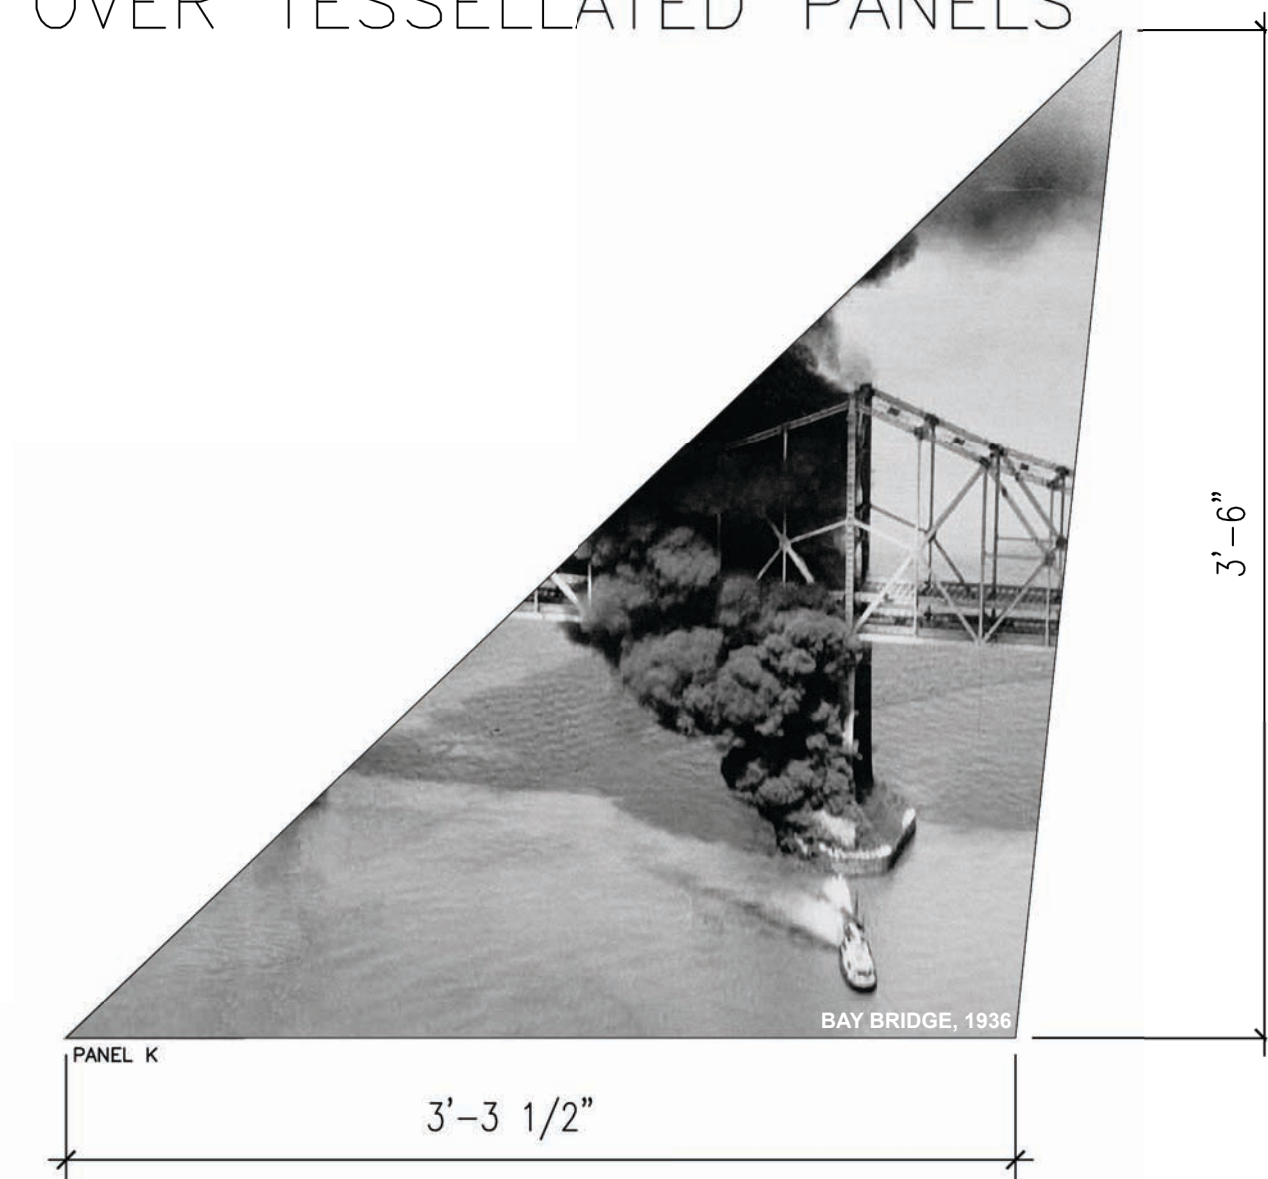 OVER TESSELLATED PANELS
3'-6"
BAY BRIDGE, 1936
PANEL K
3'-3 1/2"